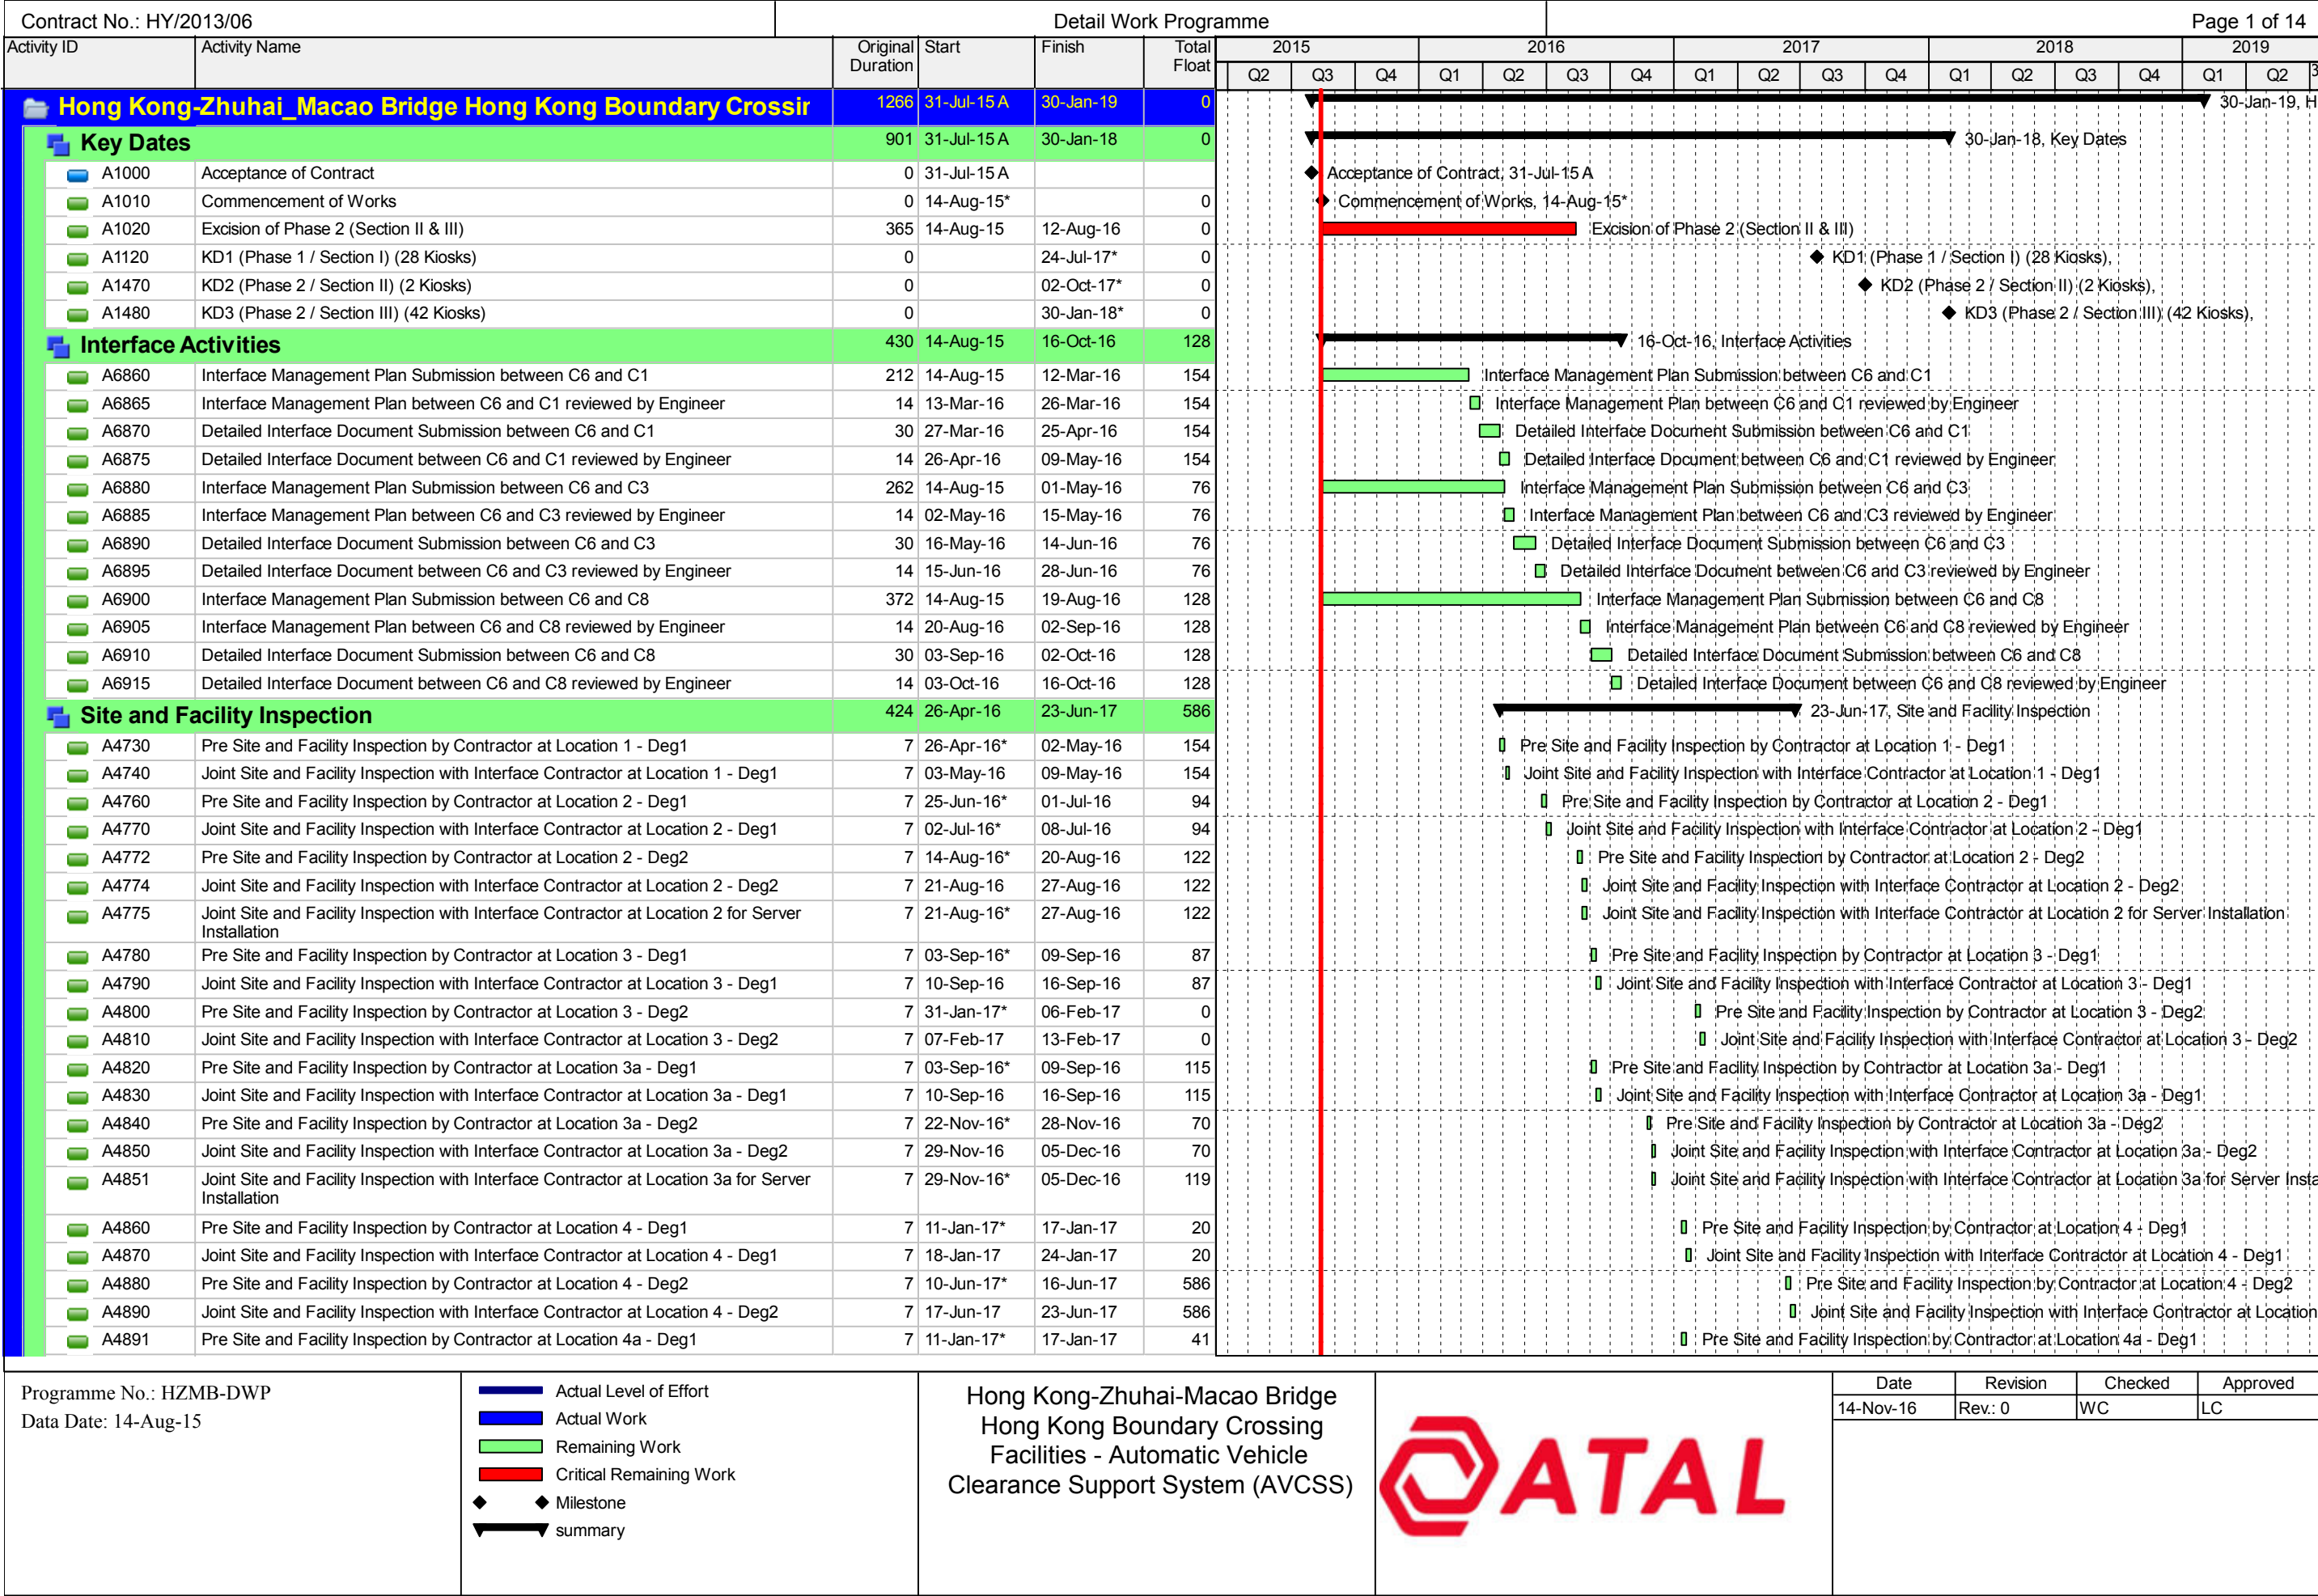 Contract No.: HY/2013/06 Detail Work Programme Page 1 of 14
Activity ID Activity Name Original Duration Start Finish Total Float 2015 2016 2017 2018 2019
Q2 Q3 Q4 Q1 Q2 Q3 Q4 Q1 Q2 Q3 Q4 Q1 Q2 Q3 Q4 Q1 Q2
Hong Kong-Zhuhai_Macao Bridge Hong Kong Boundary Crossin 1266 31-Jul-15 A 30-Jan-19 0 30-Jan-19, H
Key Dates 901 31-Jul-15 A 30-Jan-18 0 30-Jan-18, Key Dates
A1000 Acceptance of Contract 0 31-Jul-15 A Acceptance of Contract, 31-Jul-15 A
A1010 Commencement of Works 0 14-Aug-15* 0 Commencement of Works, 14-Aug-15*
A1020 Excision of Phase 2 (Section II & III) 365 14-Aug-15 12-Aug-16 0 Excision of Phase 2 (Section II & III)
A1120 KD1 (Phase 1 / Section I) (28 Kiosks) 0 24-Jul-17* 0 KD1 (Phase 1 / Section I) (28 Kiosks),
A1470 KD2 (Phase 2 / Section II) (2 Kiosks) 0 02-Oct-17* 0 KD2 (Phase 2 / Section II) (2 Kiosks),
A1480 KD3 (Phase 2 / Section III) (42 Kiosks) 0 30-Jan-18* 0 KD3 (Phase 2 / Section III) (42 Kiosks),
Interface Activities 430 14-Aug-15 16-Oct-16 128 16-Oct-16, Interface Activities
A6860 Interface Management Plan Submission between C6 and C1 212 14-Aug-15 12-Mar-16 154 Interface Management Plan Submission between C6 and C1
A6865 Interface Management Plan between C6 and C1 reviewed by Engineer 14 13-Mar-16 26-Mar-16 154 Interface Management Plan between C6 and C1 reviewed by Engineer
A6870 Detailed Interface Document Submission between C6 and C1 30 27-Mar-16 25-Apr-16 154 Detailed Interface Document Submission between C6 and C1
A6875 Detailed Interface Document between C6 and C1 reviewed by Engineer 14 26-Apr-16 09-May-16 154 Detailed Interface Document between C6 and C1 reviewed by Engineer
A6880 Interface Management Plan Submission between C6 and C3 262 14-Aug-15 01-May-16 76 Interface Management Plan Submission between C6 and C3
A6885 Interface Management Plan between C6 and C3 reviewed by Engineer 14 02-May-16 15-May-16 76 Interface Management Plan between C6 and C3 reviewed by Engineer
A6890 Detailed Interface Document Submission between C6 and C3 30 16-May-16 14-Jun-16 76 Detailed Interface Document Submission between C6 and C3
A6895 Detailed Interface Document between C6 and C3 reviewed by Engineer 14 15-Jun-16 28-Jun-16 76 Detailed Interface Document between C6 and C3 reviewed by Engineer
A6900 Interface Management Plan Submission between C6 and C8 372 14-Aug-15 19-Aug-16 128 Interface Management Plan Submission between C6 and C8
A6905 Interface Management Plan between C6 and C8 reviewed by Engineer 14 20-Aug-16 02-Sep-16 128 Interface Management Plan between C6 and C8 reviewed by Engineer
A6910 Detailed Interface Document Submission between C6 and C8 30 03-Sep-16 02-Oct-16 128 Detailed Interface Document Submission between C6 and C8
A6915 Detailed Interface Document between C6 and C8 reviewed by Engineer 14 03-Oct-16 16-Oct-16 128 Detailed Interface Document between C6 and C8 reviewed by Engineer
Site and Facility Inspection 424 26-Apr-16 23-Jun-17 586 23-Jun-17, Site and Facility Inspection
A4730 Pre Site and Facility Inspection by Contractor at Location 1 - Deg1 7 26-Apr-16* 02-May-16 154 Pre Site and Facility Inspection by Contractor at Location 1 - Deg1
A4740 Joint Site and Facility Inspection with Interface Contractor at Location 1 - Deg1 7 03-May-16 09-May-16 154 Joint Site and Facility Inspection with Interface Contractor at Location 1 - Deg1
A4760 Pre Site and Facility Inspection by Contractor at Location 2 - Deg1 7 25-Jun-16* 01-Jul-16 94 Pre Site and Facility Inspection by Contractor at Location 2 - Deg1
A4770 Joint Site and Facility Inspection with Interface Contractor at Location 2 - Deg1 7 02-Jul-16* 08-Jul-16 94 Joint Site and Facility Inspection with Interface Contractor at Location 2 - Deg1
A4772 Pre Site and Facility Inspection by Contractor at Location 2 - Deg2 7 14-Aug-16* 20-Aug-16 122 Pre Site and Facility Inspection by Contractor at Location 2 - Deg2
A4774 Joint Site and Facility Inspection with Interface Contractor at Location 2 - Deg2 7 21-Aug-16 27-Aug-16 122 Joint Site and Facility Inspection with Interface Contractor at Location 2 - Deg2
A4775 Joint Site and Facility Inspection with Interface Contractor at Location 2 for Server Installation 7 21-Aug-16* 27-Aug-16 122 Joint Site and Facility Inspection with Interface Contractor at Location 2 for Server Installation
A4780 Pre Site and Facility Inspection by Contractor at Location 3 - Deg1 7 03-Sep-16* 09-Sep-16 87 Pre Site and Facility Inspection by Contractor at Location 3 - Deg1
A4790 Joint Site and Facility Inspection with Interface Contractor at Location 3 - Deg1 7 10-Sep-16 16-Sep-16 87 Joint Site and Facility Inspection with Interface Contractor at Location 3 - Deg1
A4800 Pre Site and Facility Inspection by Contractor at Location 3 - Deg2 7 31-Jan-17* 06-Feb-17 0 Pre Site and Facility Inspection by Contractor at Location 3 - Deg2
A4810 Joint Site and Facility Inspection with Interface Contractor at Location 3 - Deg2 7 07-Feb-17 13-Feb-17 0 Joint Site and Facility Inspection with Interface Contractor at Location 3 - Deg2
A4820 Pre Site and Facility Inspection by Contractor at Location 3a - Deg1 7 03-Sep-16* 09-Sep-16 115 Pre Site and Facility Inspection by Contractor at Location 3a - Deg1
A4830 Joint Site and Facility Inspection with Interface Contractor at Location 3a - Deg1 7 10-Sep-16 16-Sep-16 115 Joint Site and Facility Inspection with Interface Contractor at Location 3a - Deg1
A4840 Pre Site and Facility Inspection by Contractor at Location 3a - Deg2 7 22-Nov-16* 28-Nov-16 70 Pre Site and Facility Inspection by Contractor at Location 3a - Deg2
A4850 Joint Site and Facility Inspection with Interface Contractor at Location 3a - Deg2 7 29-Nov-16 05-Dec-16 70 Joint Site and Facility Inspection with Interface Contractor at Location 3a - Deg2
A4851 Joint Site and Facility Inspection with Interface Contractor at Location 3a for Server Installation 7 29-Nov-16* 05-Dec-16 119 Joint Site and Facility Inspection with Interface Contractor at Location 3a for Server Insta
A4860 Pre Site and Facility Inspection by Contractor at Location 4 - Deg1 7 11-Jan-17* 17-Jan-17 20 Pre Site and Facility Inspection by Contractor at Location 4 - Deg1
A4870 Joint Site and Facility Inspection with Interface Contractor at Location 4 - Deg1 7 18-Jan-17 24-Jan-17 20 Joint Site and Facility Inspection with Interface Contractor at Location 4 - Deg1
A4880 Pre Site and Facility Inspection by Contractor at Location 4 - Deg2 7 10-Jun-17* 16-Jun-17 586 Pre Site and Facility Inspection by Contractor at Location 4 - Deg2
A4890 Joint Site and Facility Inspection with Interface Contractor at Location 4 - Deg2 7 17-Jun-17 23-Jun-17 586 Joint Site and Facility Inspection with Interface Contractor at Location
A4891 Pre Site and Facility Inspection by Contractor at Location 4a - Deg1 7 11-Jan-17* 17-Jan-17 41 Pre Site and Facility Inspection by Contractor at Location 4a - Deg1
Programme No.: HZMB-DWP
Data Date: 14-Aug-15
Actual Level of Effort
Actual Work
Remaining Work
Critical Remaining Work
Milestone
summary
Hong Kong-Zhuhai-Macao Bridge
Hong Kong Boundary Crossing
Facilities - Automatic Vehicle
Clearance Support System (AVCSS)
ATAL
Date Revision Checked Approved
14-Nov-16 Rev.: 0 WC LC